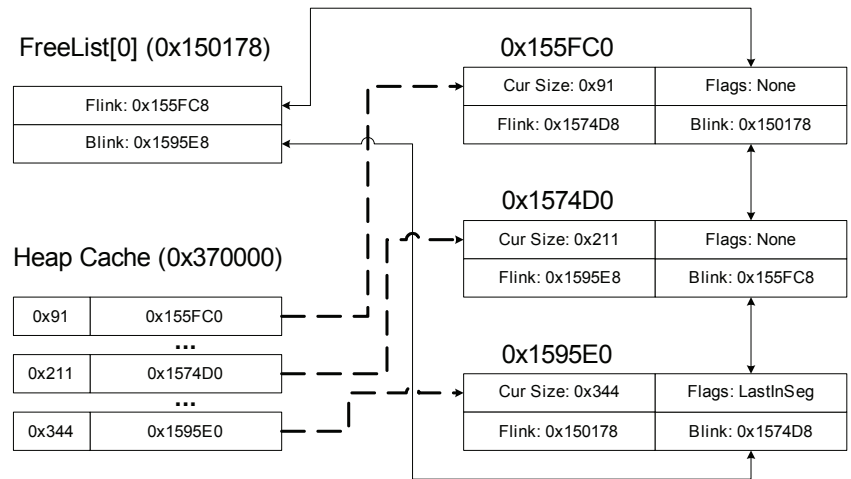 FreeList[0] (0x150178)
Flink: 0x155FC8
Blink: 0x1595E8
Heap Cache (0x370000)
0x91 0x155FC0
...
0x211 0x1574D0
...
0x344 0x1595E0
0x155FC0
Cur Size: 0x91 Flags: None
Flink: 0x1574D8 Blink: 0x150178
0x1574D0
Cur Size: 0x211 Flags: None
Flink: 0x1595E8 Blink: 0x155FC8
0x1595E0
Cur Size: 0x344 Flags: LastInSeg
Flink: 0x150178 Blink: 0x1574D8